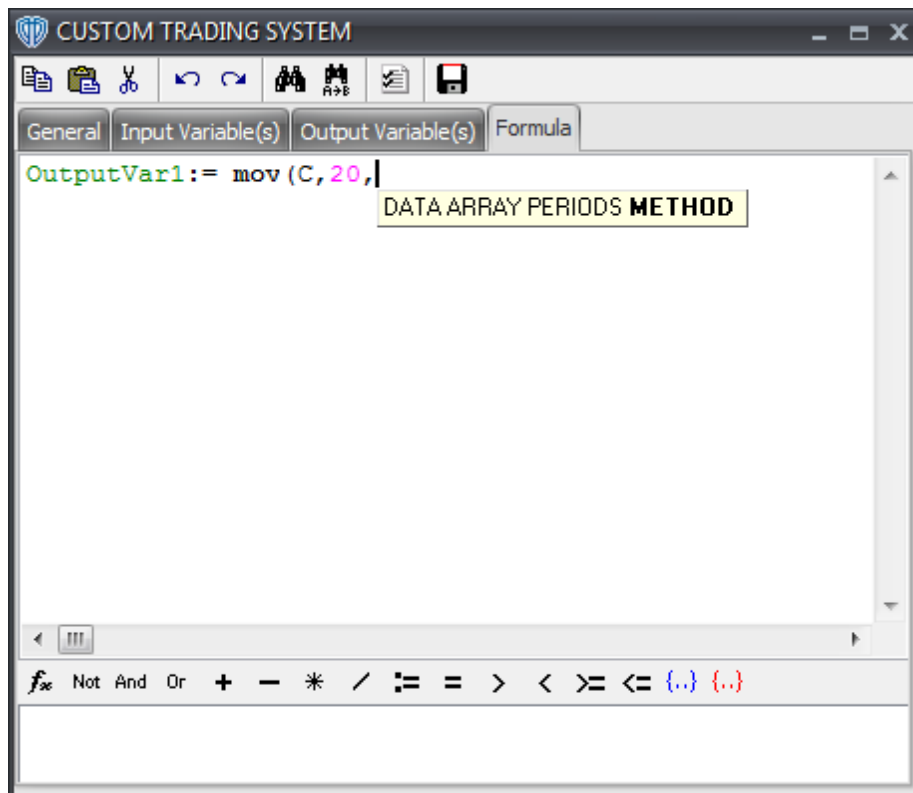 CUSTOM TRADING SYSTEM
A→B
General Input Variable(s) Output Variable(s) Formula
OutputVar1:= mov(C,20,
DATA ARRAY PERIODS METHOD
fx Not And Or + − * / := = > < >= <= {..} {..}